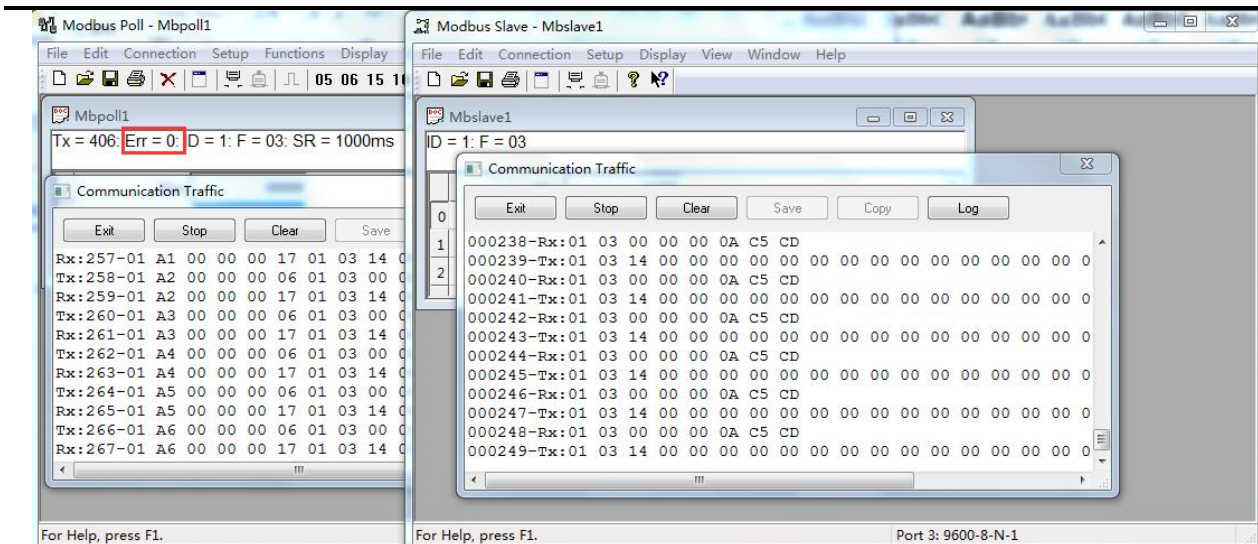 Modbus Poll - Mbpoll1
File Edit Connection Setup Functions Display
05 06 15
Mbpoll1
Tx = 406: Err = 0: ID = 1: F = 03: SR = 1000ms
Communication Traffic
Exit Stop Clear Save
Rx:257-01 A1 00 00 00 17 01 03 14
Tx:258-01 A2 00 00 00 06 01 03 00
Rx:259-01 A2 00 00 00 17 01 03 14
Tx:260-01 A3 00 00 00 06 01 03 00
Rx:261-01 A3 00 00 00 17 01 03 14
Tx:262-01 A4 00 00 00 06 01 03 00
Rx:263-01 A4 00 00 00 17 01 03 14
Tx:264-01 A5 00 00 00 06 01 03 00
Rx:265-01 A5 00 00 00 17 01 03 14
Tx:266-01 A6 00 00 00 06 01 03 00
Rx:267-01 A6 00 00 00 17 01 03 14
For Help, press F1.
Modbus Slave - Mbslave1
File Edit Connection Setup Display View Window Help
Mbslave1
ID = 1: F = 03
0
1
2
Communication Traffic
Exit Stop Clear Save Copy Log
000238-Rx:01 03 00 00 00 0A C5 CD
000239-Tx:01 03 14 00 00 00 00 00 00 00 00 00 00 00 00 00 0
000240-Rx:01 03 00 00 00 0A C5 CD
000241-Tx:01 03 14 00 00 00 00 00 00 00 00 00 00 00 00 00 0
000242-Rx:01 03 00 00 00 0A C5 CD
000243-Tx:01 03 14 00 00 00 00 00 00 00 00 00 00 00 00 00 0
000244-Rx:01 03 00 00 00 0A C5 CD
000245-Tx:01 03 14 00 00 00 00 00 00 00 00 00 00 00 00 00 0
000246-Rx:01 03 00 00 00 0A C5 CD
000247-Tx:01 03 14 00 00 00 00 00 00 00 00 00 00 00 00 00 0
000248-Rx:01 03 00 00 00 0A C5 CD
000249-Tx:01 03 14 00 00 00 00 00 00 00 00 00 00 00 00 00 0
For Help, press F1.
Port 3: 9600-8-N-1